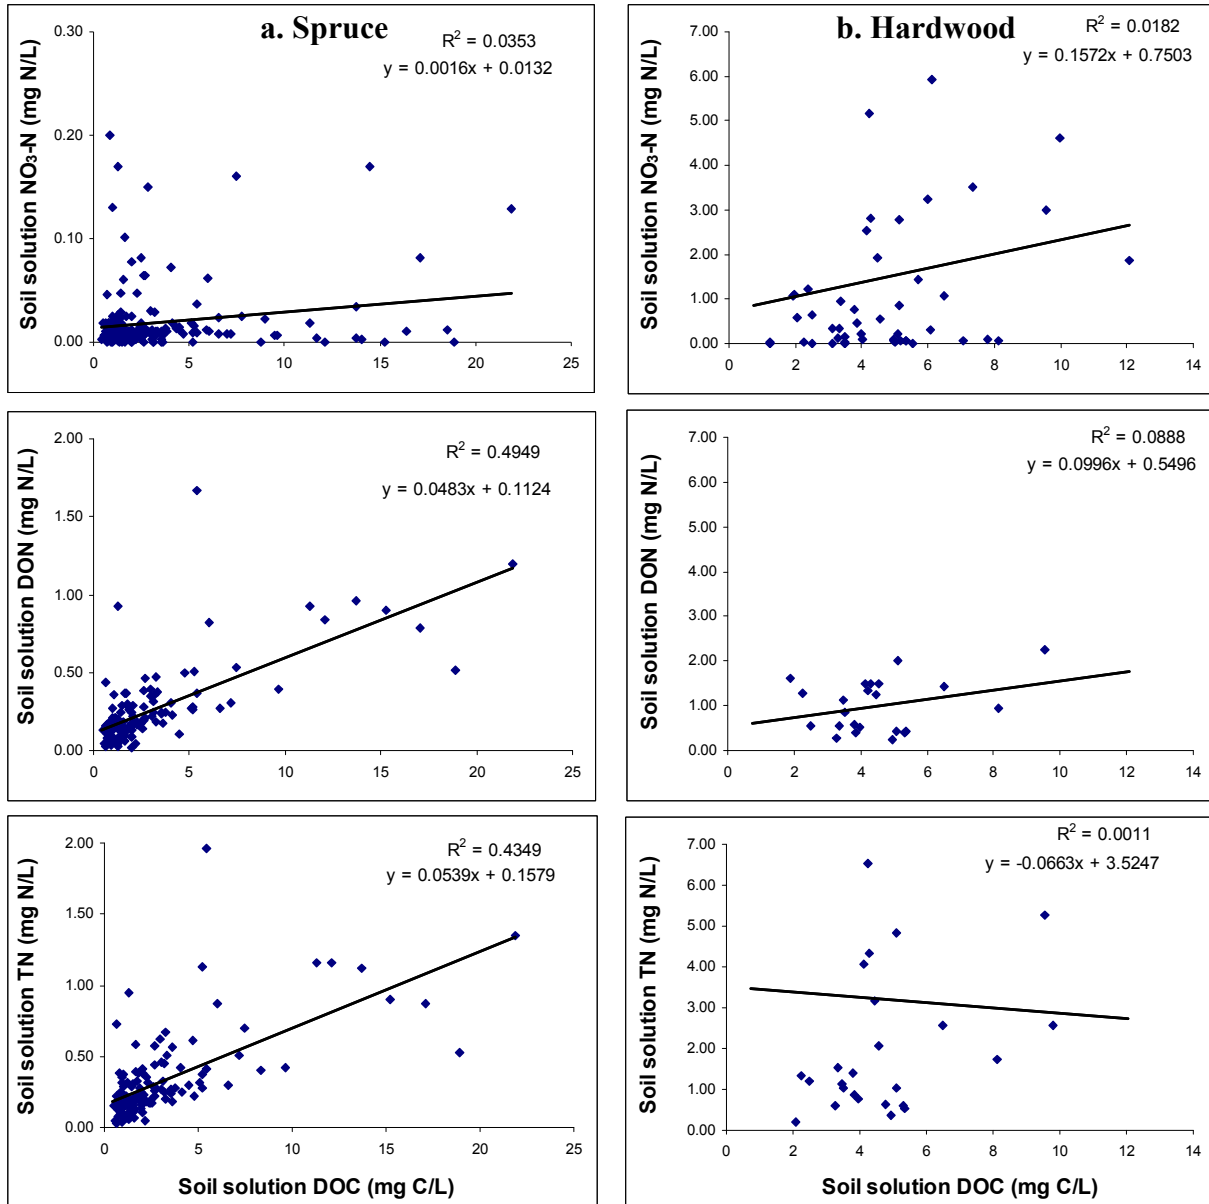 a. Spruce
R² = 0.0353
y = 0.0016x + 0.0132
Soil solution NO₃-N (mg N/L)
0.30
0.20
0.10
0.00
0 5 10 15 20 25
b. Hardwood
R² = 0.0182
y = 0.1572x + 0.7503
Soil solution NO₃-N (mg N/L)
7.00
6.00
5.00
4.00
3.00
2.00
1.00
0.00
0 2 4 6 8 10 12 14
R² = 0.4949
y = 0.0483x + 0.1124
Soil solution DON (mg N/L)
2.00
1.50
1.00
0.50
0.00
0 5 10 15 20 25
R² = 0.0888
y = 0.0996x + 0.5496
Soil solution DON (mg N/L)
7.00
6.00
5.00
4.00
3.00
2.00
1.00
0.00
0 2 4 6 8 10 12 14
R² = 0.4349
y = 0.0539x + 0.1579
Soil solution TN (mg N/L)
2.00
1.50
1.00
0.50
0.00
0 5 10 15 20 25
Soil solution DOC (mg C/L)
R² = 0.0011
y = -0.0663x + 3.5247
Soil solution TN (mg N/L)
7.00
6.00
5.00
4.00
3.00
2.00
1.00
0.00
0 2 4 6 8 10 12 14
Soil solution DOC (mg C/L)